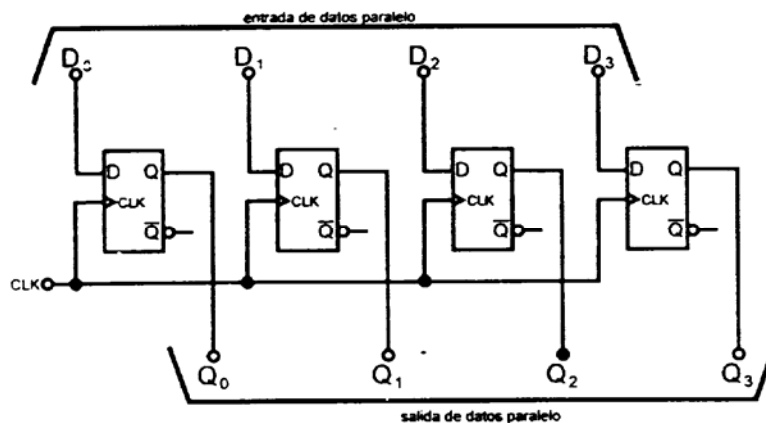 entrada de datos paralelo
D0 D1 D2 D3
D Q D Q D Q D Q
CLK CLK CLK CLK
Q̅ Q̅ Q̅ Q̅
CLK
Q0 Q1 Q2 Q3
salida de datos paralelo